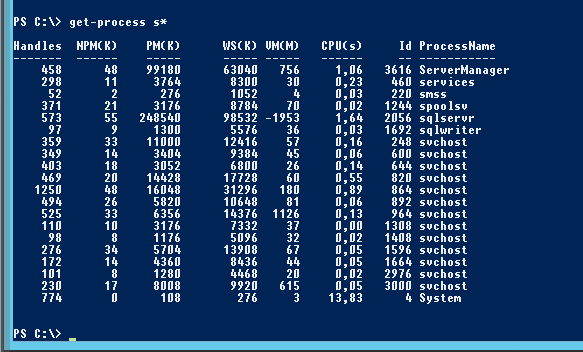 PS C:\> get-process s*
Handles NPM(K) PM(K) WS(K) VM(M) CPU(s) Id ProcessName
------- ------ ----- ----- ----- ------ -- -----------
458 48 99180 63040 756 1,06 3616 ServerManager
298 11 3764 8300 30 0,23 460 services
52 2 276 1052 4 0,03 220 smss
371 21 3176 8784 70 0,02 1244 spoolsv
573 55 248540 98532 -1953 1,64 2056 sqlservr
97 9 1300 5576 36 0,03 1692 sqlwriter
359 33 11000 12416 57 0,16 248 svchost
349 14 3404 9384 45 0,06 600 svchost
403 18 3052 6800 26 0,14 644 svchost
469 20 14428 17728 60 0,55 820 svchost
1250 48 16048 31296 180 0,89 864 svchost
494 26 5820 10648 81 0,06 892 svchost
525 33 6356 14376 1126 0,13 964 svchost
110 10 3176 7332 37 0,00 1308 svchost
98 8 1176 5096 32 0,02 1408 svchost
276 34 5704 13908 67 0,05 1596 svchost
172 14 4360 8436 44 0,05 1664 svchost
101 8 1280 4468 20 0,02 2976 svchost
230 17 8008 9920 615 0,05 3000 svchost
774 0 108 276 3 13,83 4 System
PS C:\> _